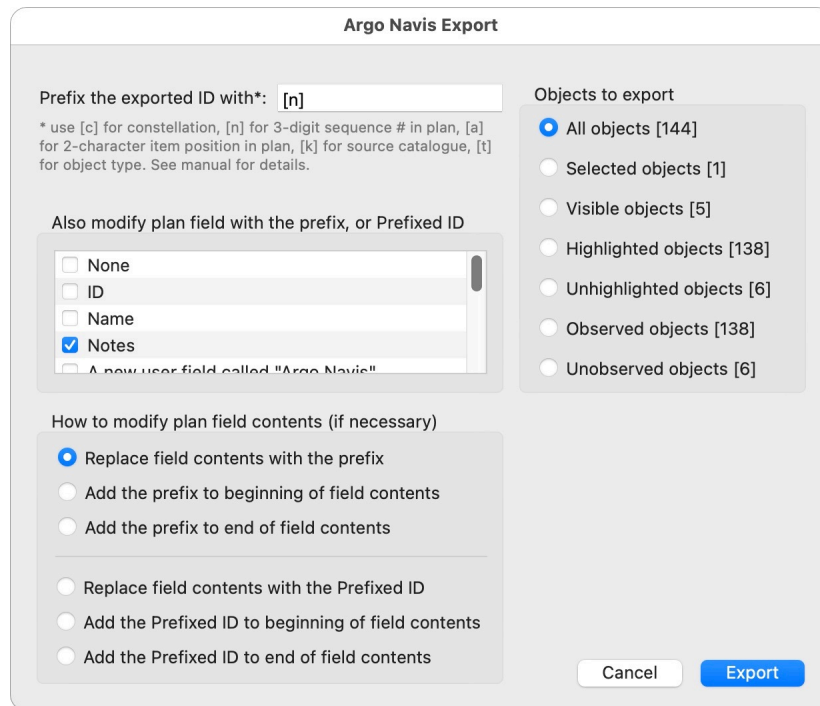 Argo Navis Export
Prefix the exported ID with*: [n]
* use [c] for constellation, [n] for 3-digit sequence # in plan, [a]
for 2-character item position in plan, [k] for source catalogue, [t]
for object type. See manual for details.
Also modify plan field with the prefix, or Prefixed ID
None
ID
Name
Notes
A new user field called "Argo Navis"
How to modify plan field contents (if necessary)
Replace field contents with the prefix
Add the prefix to beginning of field contents
Add the prefix to end of field contents
Replace field contents with the Prefixed ID
Add the Prefixed ID to beginning of field contents
Add the Prefixed ID to end of field contents
Objects to export
All objects [144]
Selected objects [1]
Visible objects [5]
Highlighted objects [138]
Unhighlighted objects [6]
Observed objects [138]
Unobserved objects [6]
Cancel
Export